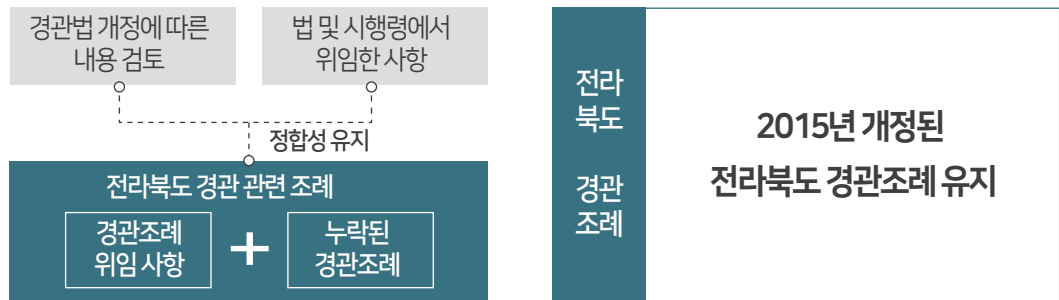 경관법 개정에 따른
내용 검토
법 및 시행령에서
위임한 사항
정합성 유지
전라북도 경관 관련 조례
경관조례
위임 사항
+
누락된
경관조례
전라
북도
경관
조례
2015년 개정된
전라북도 경관조례 유지